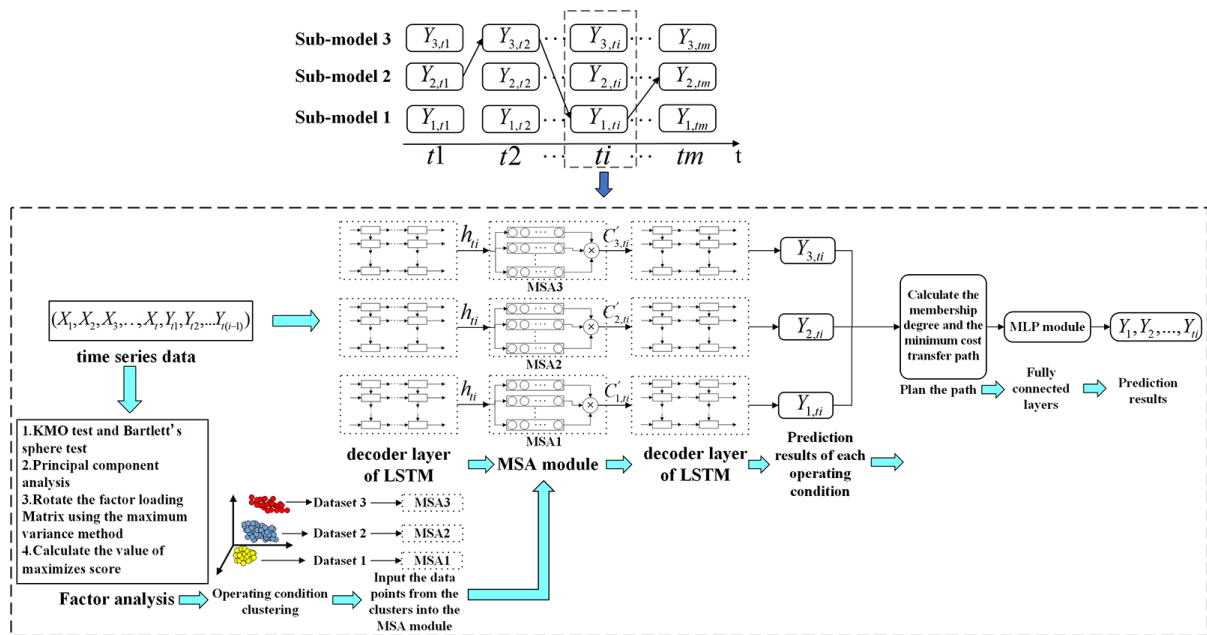 Sub-model 3 Y3,t1 Y3,t2 ··· Y3,ti ··· Y3,tm
Sub-model 2 Y2,t1 Y2,t2 ··· Y2,ti ··· Y2,tm
Sub-model 1 Y1,t1 Y1,t2 ··· Y1,ti ··· Y1,tm
t1 t2 ··· ti ··· tm t
hti C′3,ti Y3,ti
MSA3
hti C′2,ti Y2,ti
MSA2
hti C′1,ti Y1,ti
MSA1
(X1,X2,X3,...,Xt,Yt1,Yt2,...Yt(i−1))
time series data
Calculate the
membership
degree and the
minimum cost
transfer path
MLP module
Y1,Y2,...,Yti
Plan the path
Fully
connected
layers
Prediction
results
decoder layer
of LSTM
MSA module
decoder layer
of LSTM
Prediction
results of each
operating
condition
1.KMO test and Bartlett’s
sphere test
2.Principal component
analysis
3.Rotate the factor loading
Matrix using the maximum
variance method
4.Calculate the value of
maximizes score
Factor analysis
Dataset 3 MSA3
Dataset 2 MSA2
Dataset 1 MSA1
Operating condition
clustering
Input the data
points from the
clusters into the
MSA module